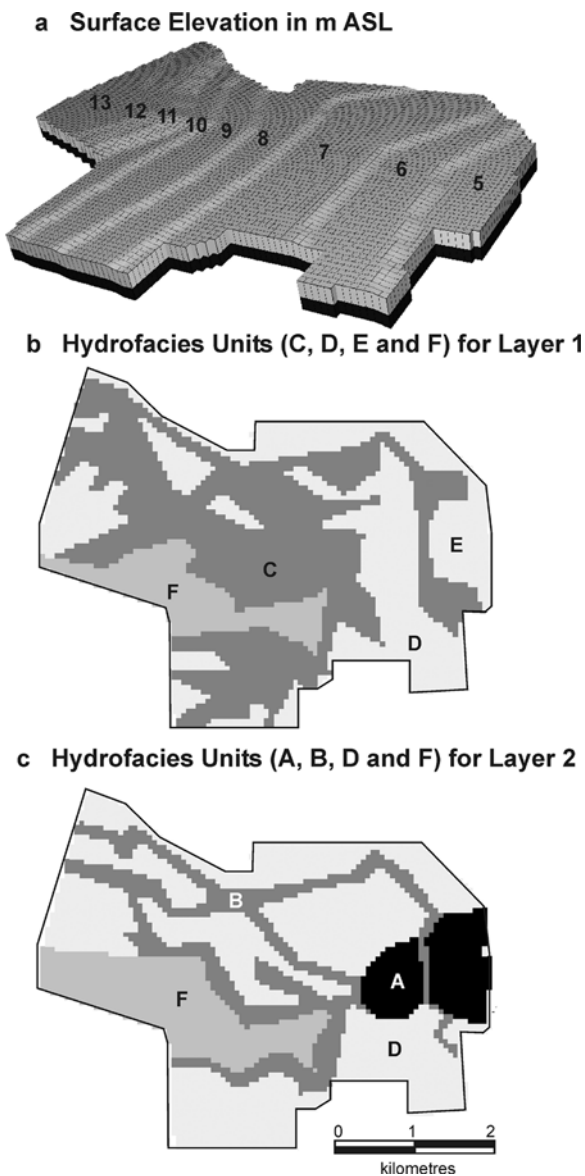 a Surface Elevation in m ASL
13
12
11
10
9
8
7
6
5
b Hydrofacies Units (C, D, E and F) for Layer 1
E
C
F
D
c Hydrofacies Units (A, B, D and F) for Layer 2
B
A
F
D
0 1 2
kilometres